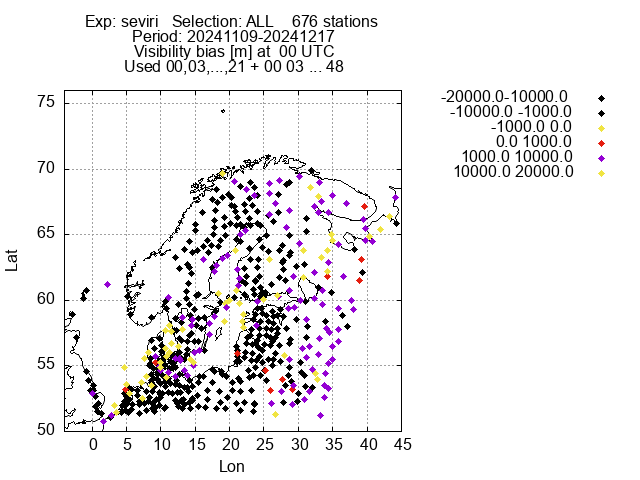 Exp: seviri   Selection: ALL    676 stations
Period: 20241109-20241217
Visibility bias [m] at  00 UTC
Used 00,03,...,21 + 00 03 ... 48
-20000.0-10000.0
-10000.0 -1000.0
-1000.0 0.0
0.0 1000.0
1000.0 10000.0
10000.0 20000.0
75
70
65
60
55
50
Lat
0 5 10 15 20 25 30 35 40 45
Lon